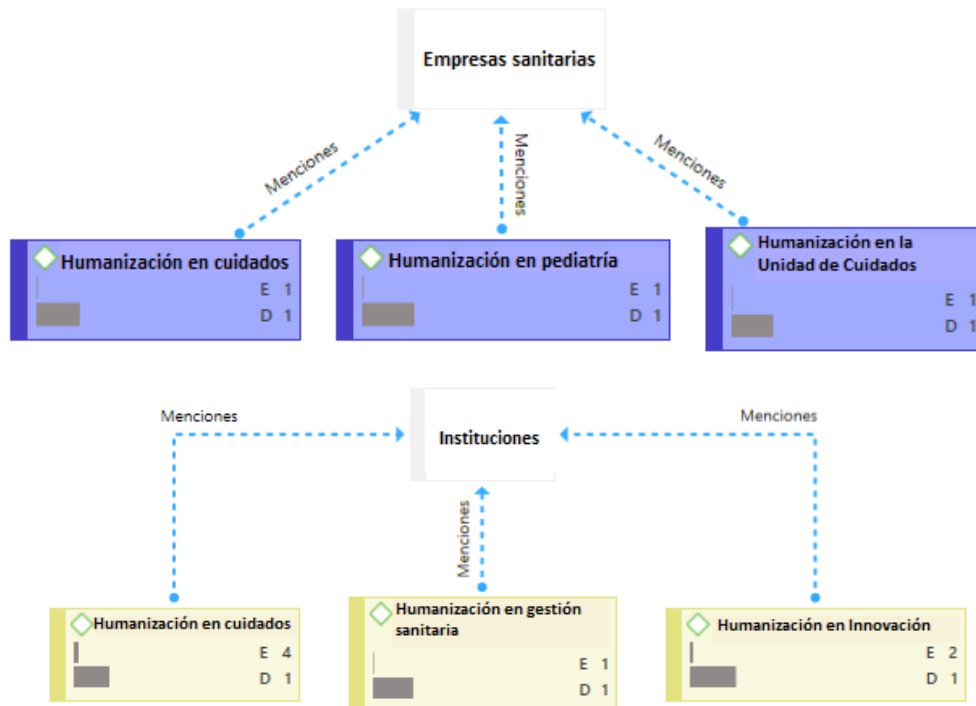 Empresas sanitarias
Menciones
Menciones
Menciones
Humanización en cuidados
E 1
D 1
Humanización en pediatría
E 1
D 1
Humanización en la
Unidad de Cuidados
E 1
D 1
Menciones
Menciones
Instituciones
Menciones
Humanización en cuidados
E 4
D 1
Humanización en gestión
sanitaria
E 1
D 1
Humanización en Innovación
E 2
D 1